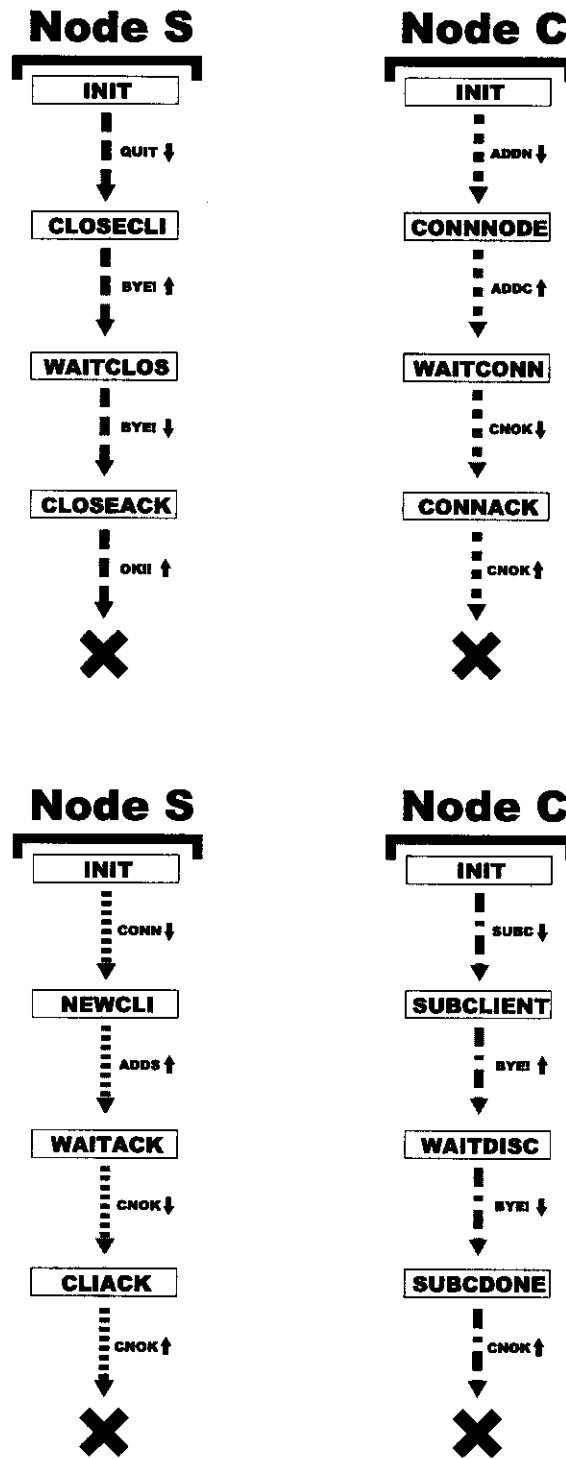 Node S
INIT
QUIT
CLOSECLI
BYE!
WAITCLOS
BYE!
CLOSEACK
OK!!
Node C
INIT
ADDN
CONNNODE
ADDC
WAITCONN
CNOK
CONNACK
CNOK
Node S
INIT
CONN
NEWCLI
ADDS
WAITACK
CNOK
CLIACK
CNOK
Node C
INIT
SUBC
SUBCLIENT
BYE!
WAITDISC
BYE!
SUBCDONE
CNOK